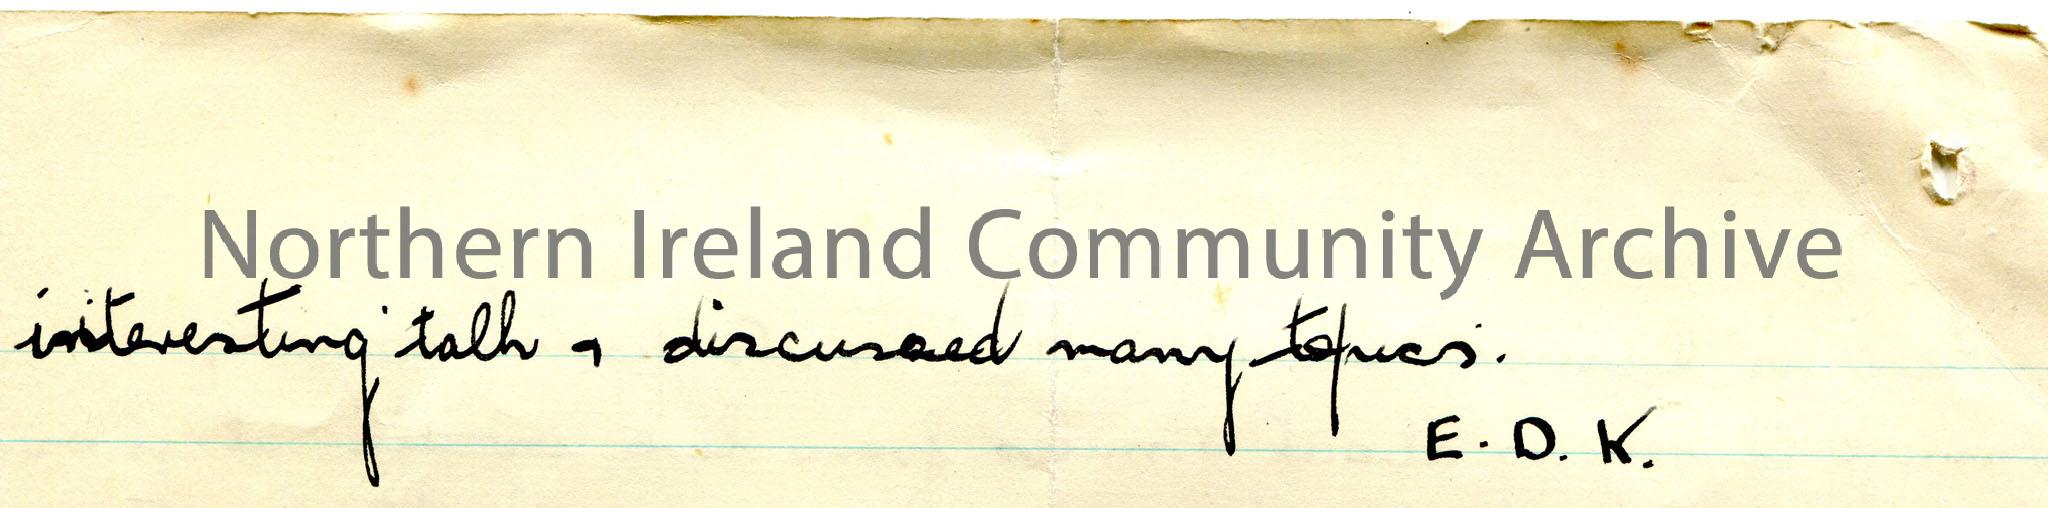 Northern Ireland Community Archive
interesting talk & discussed many topics.
E. D. K.